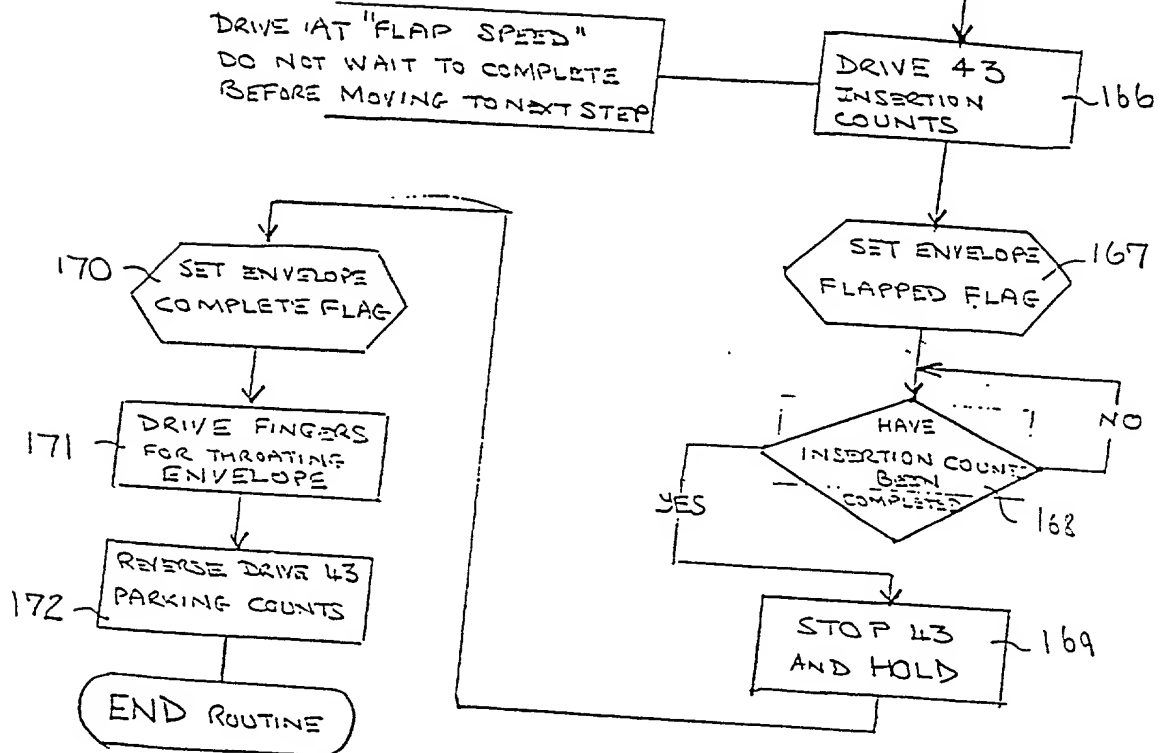 DRIVE 1AT "FLAP SPEED"
DO NOT WAIT TO COMPLETE
BEFORE MOVING TO NEXT STEP
DRIVE 43
INSERTION
COUNTS
166
SET ENVELOPE
FLAPPED FLAG
167
HAVE
INSERTION COUNTS
BEEN
COMPLETED
168
NO
YES
STOP 43
AND HOLD
169
170
SET ENVELOPE
COMPLETE FLAG
171
DRIVE FINGERS
FOR THROATING
ENVELOPE
172
REVERSE DRIVE 43
PARKING COUNTS
END ROUTINE